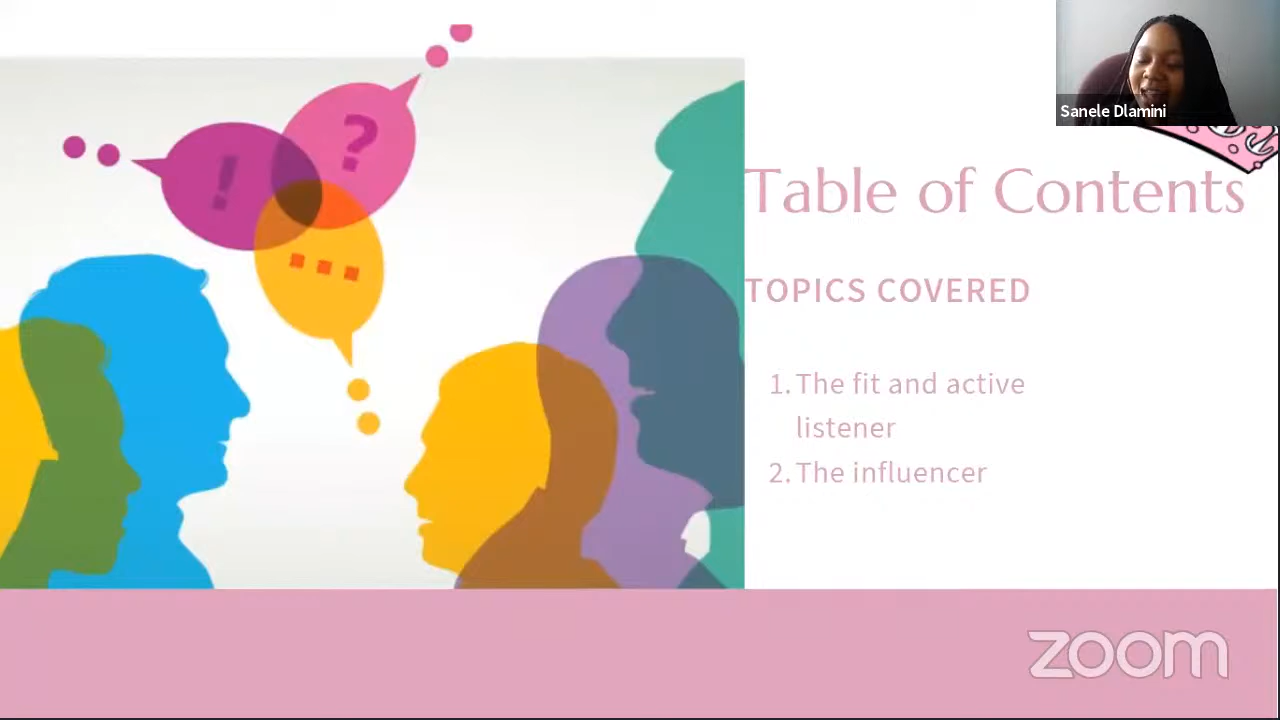 Sanele Dlamini
!
?
Table of Contents
TOPICS COVERED
1. The fit and active
listener
2. The influencer
zoom